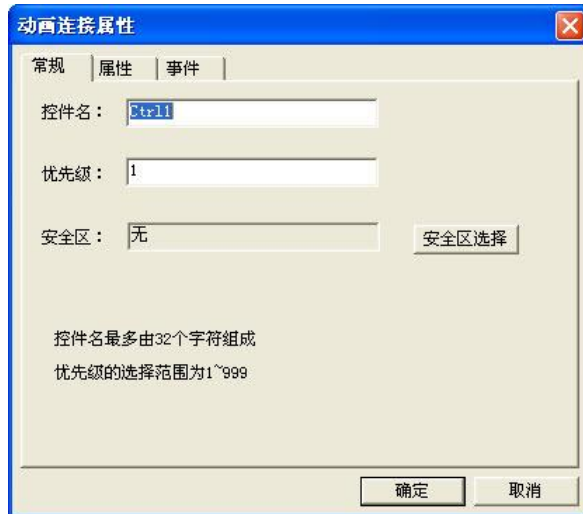 动画连接属性
常规 属性 事件
控件名： Ctrl1
优先级： 1
安全区： 无 安全区选择
控件名最多由32个字符组成
优先级的选择范围为1~999
确定 取消